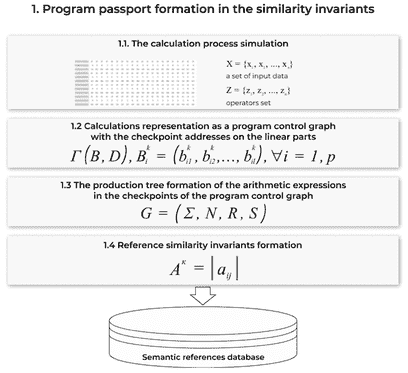 1. Program passport formation in the similarity invariants
1.1. The calculation process simulation
X = {x₁, x₂, ..., xₙ}
a set of input data
Z = {z₁, z₂, ..., zₙ}
operators set
1.2 Calculations representation as a program control graph
with the checkpoint addresses on the linear parts
Γ(B, D), Bᵢᵏ = (bᵢ₁ᵏ, bᵢ₂ᵏ, ..., bᵢₗᵏ), ∀i = 1, p
1.3 The production tree formation of the arithmetic expressions
in the checkpoints of the program control graph
G = (Σ, N, R, S)
1.4 Reference similarity invariants formation
Aᴷ = |aᵢⱼ|
Semantic references database